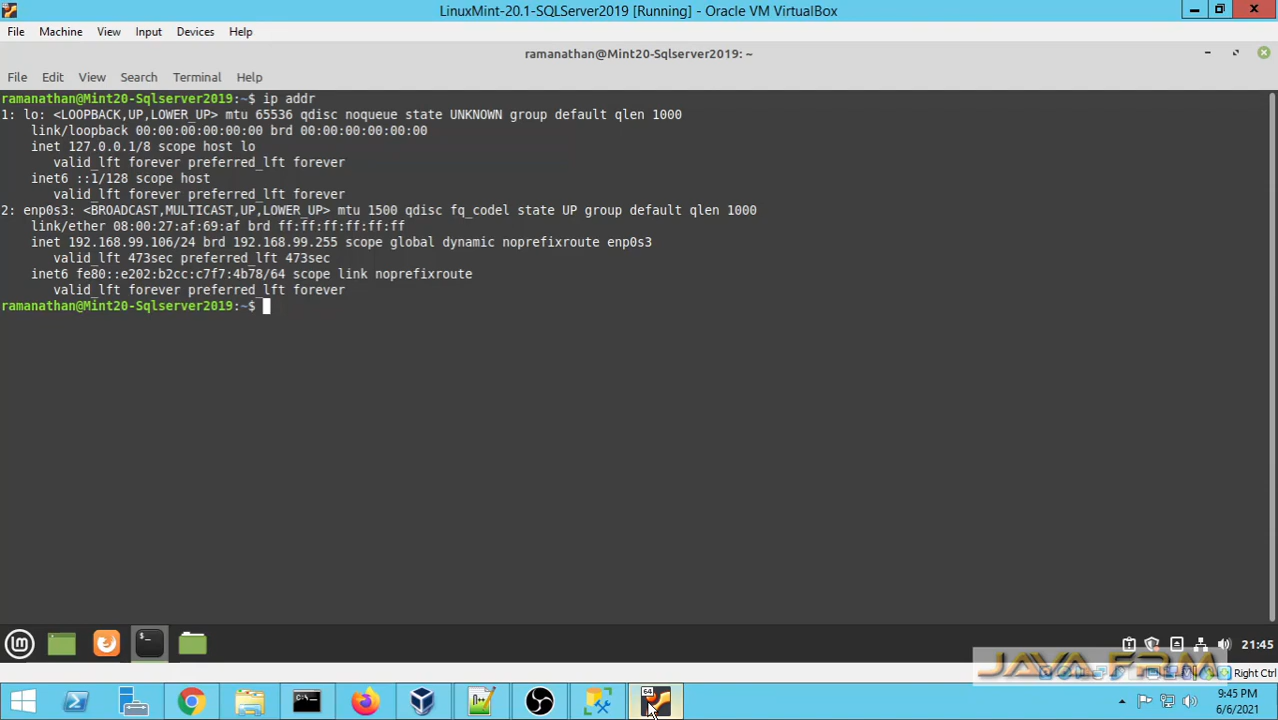 LinuxMint-20.1-SQLServer2019 [Running] - Oracle VM VirtualBox
File Machine View Input Devices Help
ramanathan@Mint20-Sqlserver2019: ~
File Edit View Search Terminal Help
ramanathan@Mint20-Sqlserver2019:~$ ip addr
1: lo: <LOOPBACK,UP,LOWER_UP> mtu 65536 qdisc noqueue state UNKNOWN group default qlen 1000
link/loopback 00:00:00:00:00:00 brd 00:00:00:00:00:00
inet 127.0.0.1/8 scope host lo
valid_lft forever preferred_lft forever
inet6 ::1/128 scope host
valid_lft forever preferred_lft forever
2: enp0s3: <BROADCAST,MULTICAST,UP,LOWER_UP> mtu 1500 qdisc fq_codel state UP group default qlen 1000
link/ether 08:00:27:af:69:af brd ff:ff:ff:ff:ff:ff
inet 192.168.99.106/24 brd 192.168.99.255 scope global dynamic noprefixroute enp0s3
valid_lft 473sec preferred_lft 473sec
inet6 fe80::e202:b2cc:c7f7:4b78/64 scope link noprefixroute
valid_lft forever preferred_lft forever
ramanathan@Mint20-Sqlserver2019:~$
21:45
JAVA FRM
Right Ctrl
64
9:45 PM
6/6/2021